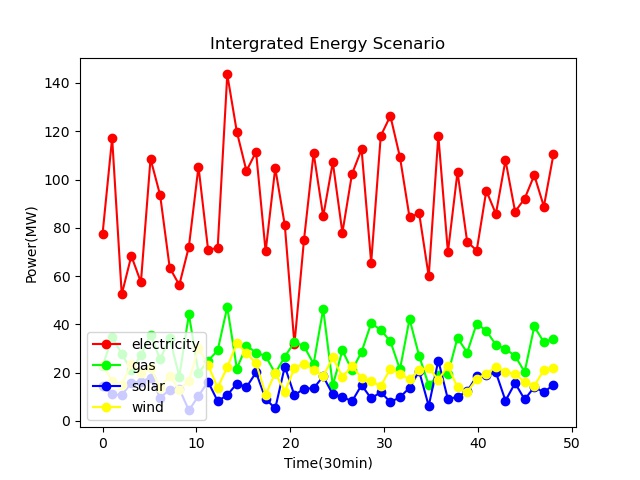 Intergrated Energy Scenario
Power(MW)
140
120
100
80
60
40
20
0
electricity
gas
solar
wind
0 10 20 30 40 50
Time(30min)